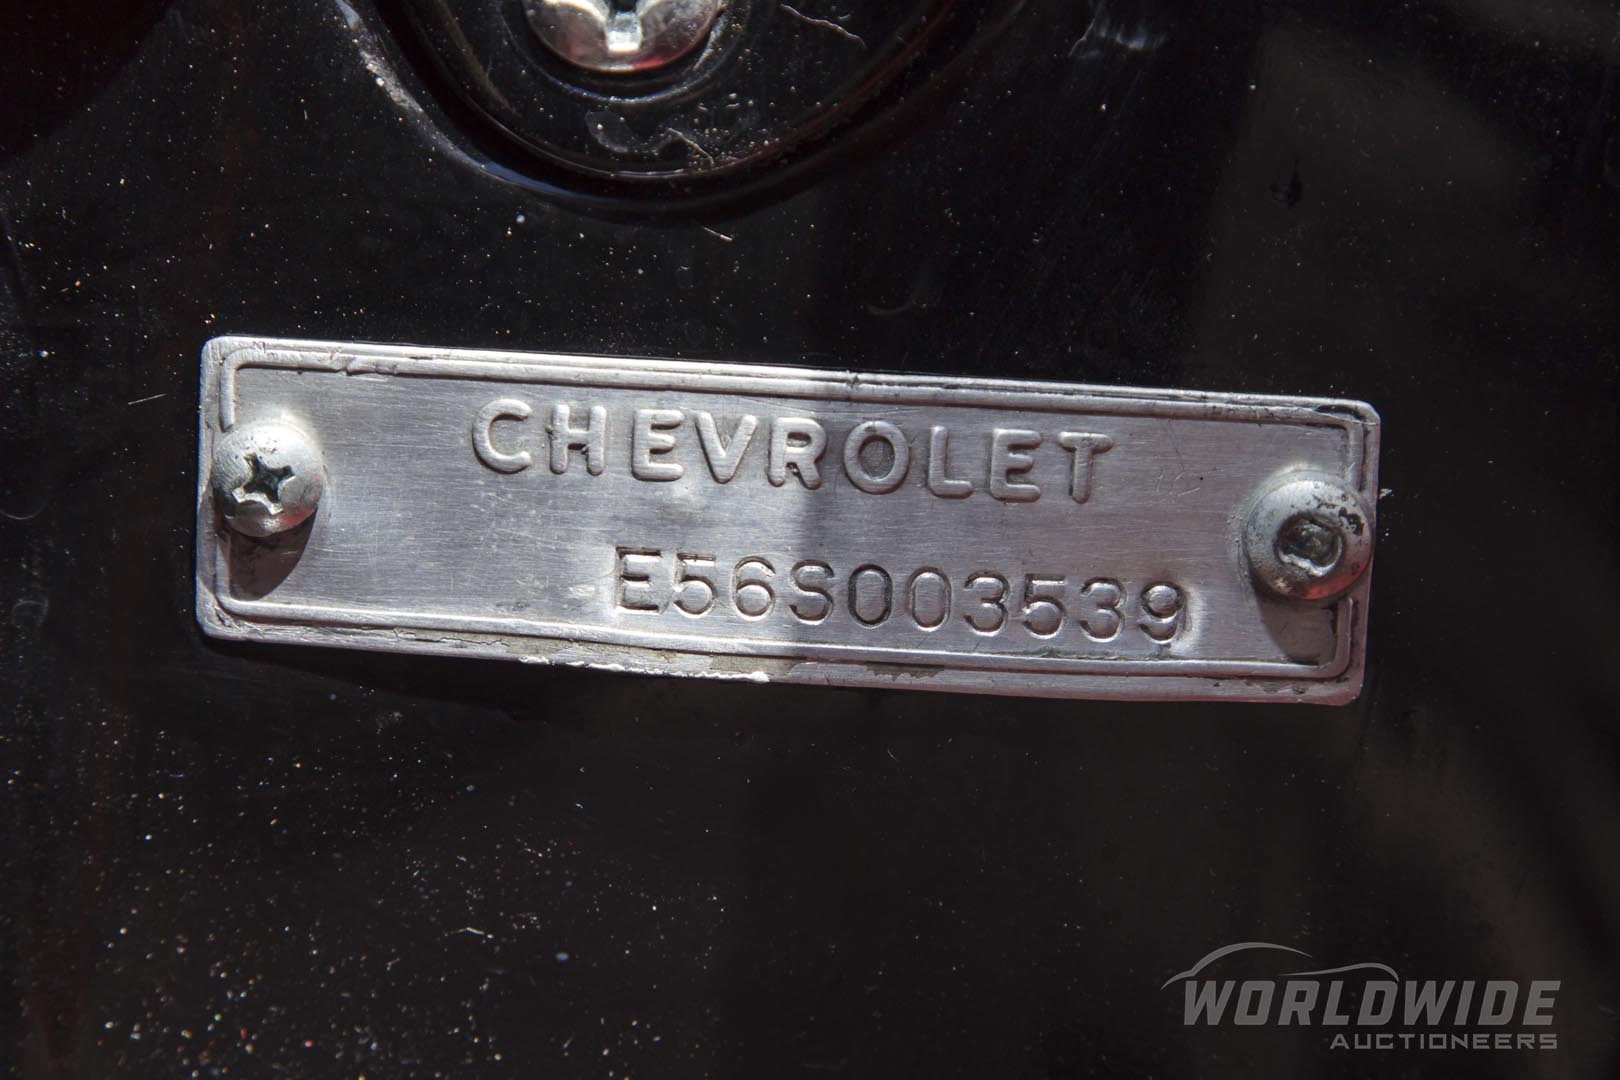 CHEVROLET
E56S003539
WORLDWIDE
AUCTIONEERS